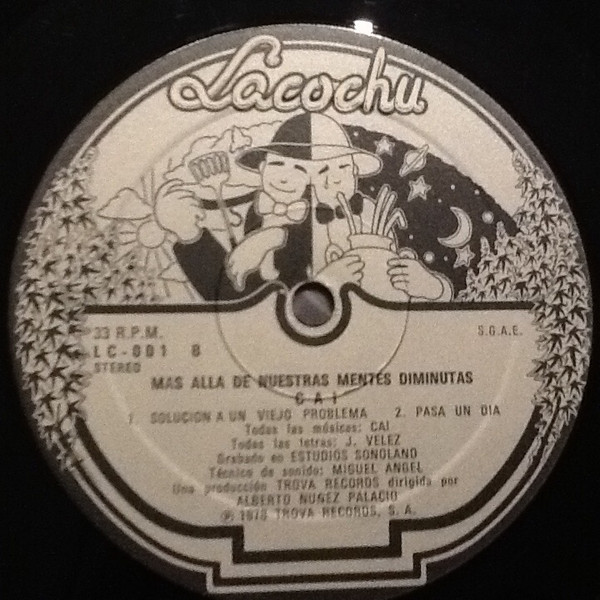 Lacochu
33 R.P.M.
S.G.A.E.
LC-001 B
STEREO
MAS ALLA DE NUESTRAS MENTES DIMINUTAS
CAI
1. SOLUCION A UN VIEJO PROBLEMA 2. PASA UN DIA
Todas las músicas: CAI
Todas las letras: J. VELEZ
Grabado en ESTUDIOS SONOLAND
Técnico de sonido: MIGUEL ANGEL
Una producción TROVA RECORDS dirigida por
ALBERTO NUÑEZ PALACIO
℗ 1978 TROVA RECORDS, S. A.